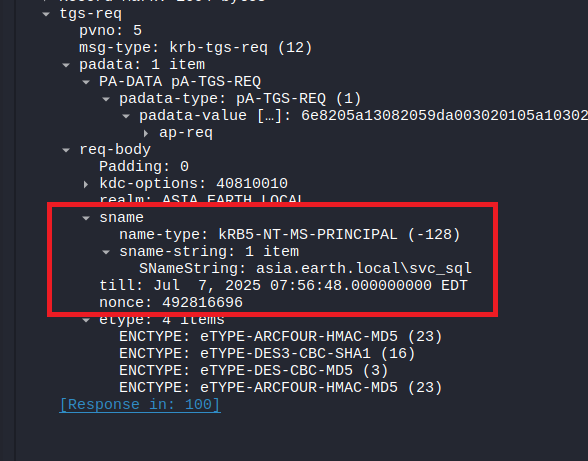 tgs-req
pvno: 5
msg-type: krb-tgs-req (12)
padata: 1 item
PA-DATA pA-TGS-REQ
padata-type: pA-TGS-REQ (1)
padata-value […]: 6e8205a13082059da003020105a10302
ap-req
req-body
Padding: 0
kdc-options: 40810010
realm: ASIA.EARTH.LOCAL
sname
name-type: kRB5-NT-MS-PRINCIPAL (-128)
sname-string: 1 item
SNameString: asia.earth.local\svc_sql
till: Jul  7, 2025 07:56:48.000000000 EDT
nonce: 492816696
etype: 4 items
ENCTYPE: eTYPE-ARCFOUR-HMAC-MD5 (23)
ENCTYPE: eTYPE-DES3-CBC-SHA1 (16)
ENCTYPE: eTYPE-DES-CBC-MD5 (3)
ENCTYPE: eTYPE-ARCFOUR-HMAC-MD5 (23)
[Response in: 100]